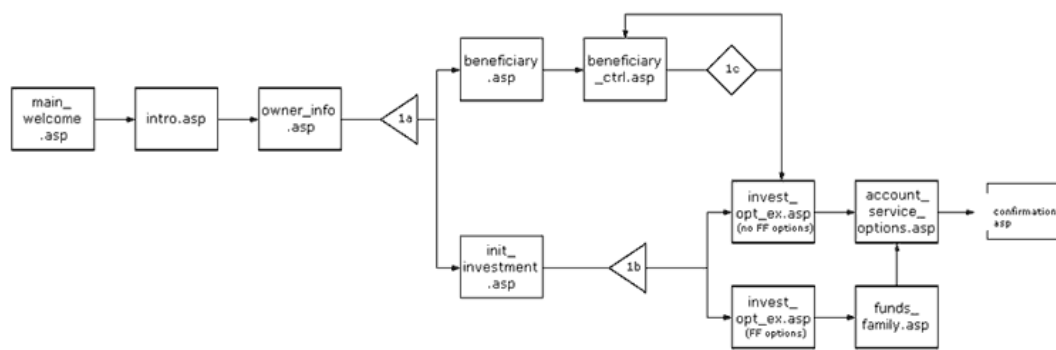 main_
welcome
.asp
intro.asp
owner_info
.asp
1a
beneficiary
.asp
beneficiary
_ctrl.asp
1c
init_
investment
.asp
1b
invest_
opt_ex.asp
(no FF options)
account_
service_
options.asp
confirmation
asp
invest_
opt_ex.asp
(FF options)
funds_
family.asp